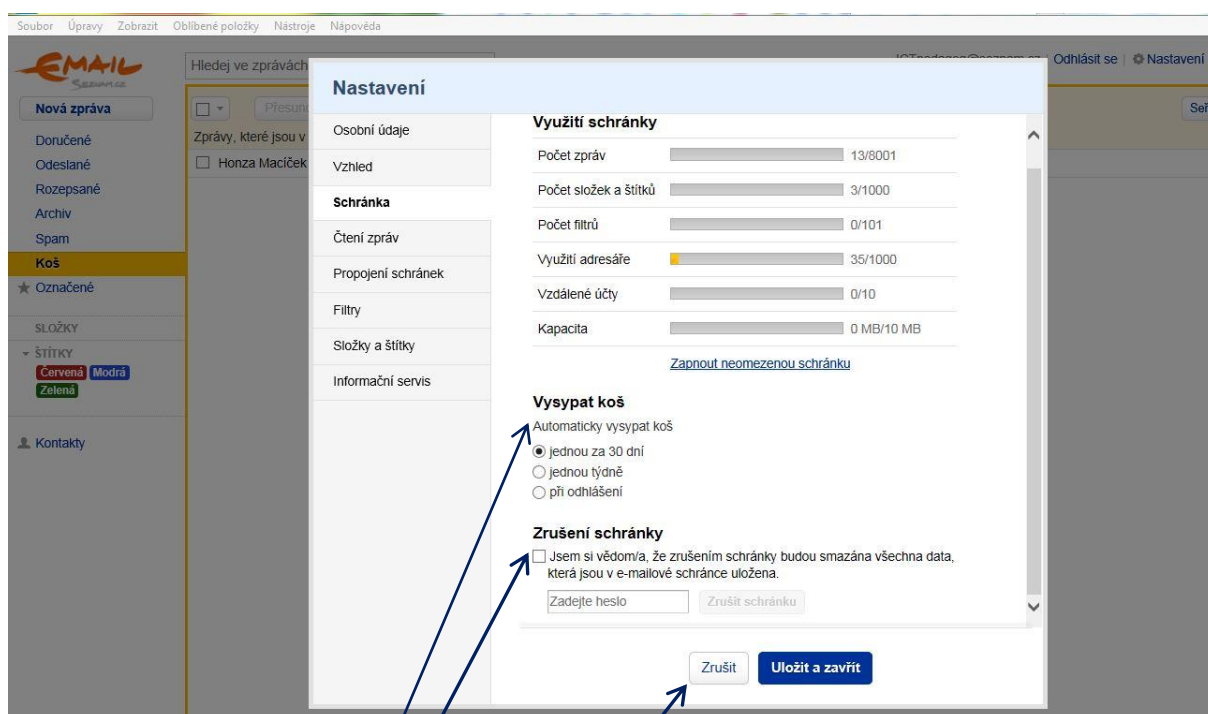 Soubor Úpravy Zobrazit Oblíbené položky Nástroje Nápověda
EMAIL
Seznam.cz
Hledej ve zprávách
Odhlásit se Nastavení
Nová zpráva
Přesun
Doručené
Odeslané
Rozepsané
Archiv
Spam
Koš
Označené
SLOŽKY
ŠTÍTKY
Červená Modrá
Zelená
Kontakty
Zprávy, které jsou v
Honza Macíček
Nastavení
Osobní údaje
Vzhled
Schránka
Čtení zpráv
Propojení schránek
Filtry
Složky a štítky
Informační servis
Využití schránky
Počet zpráv 13/8001
Počet složek a štítků 3/1000
Počet filtrů 0/101
Využití adresáře 35/1000
Vzdálené účty 0/10
Kapacita 0 MB/10 MB
Zapnout neomezenou schránku
Vysypat koš
Automaticky vysypat koš
jednou za 30 dní
jednou týdně
při odhlášení
Zrušení schránky
Jsem si vědom/a, že zrušením schránky budou smazána všechna data,
která jsou v e-mailové schránce uložena.
Zadejte heslo Zrušit schránku
Zrušit Uložit a zavřít